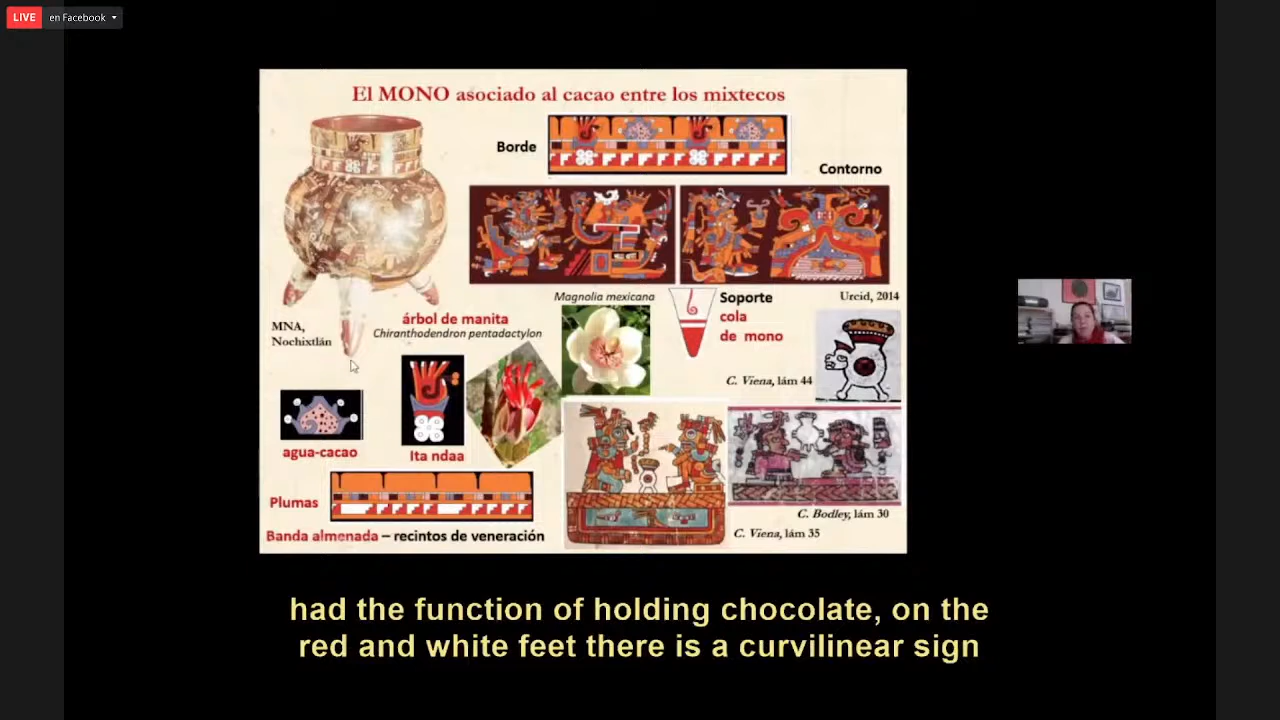 LIVE en Facebook
El MONO asociado al cacao entre los mixtecos
Borde
Contorno
Magnolia mexicana
Soporte
cola
de mono
Urcid, 2014
MNA,
Nochixtlán
árbol de manita
Chiranthodendron pentadactylon
C. Viena, lám 44
agua-cacao
Ita ndaa
Plumas
C. Bodley, lám 30
Banda almenada – recintos de veneración
C. Viena, lám 35
had the function of holding chocolate, on the
red and white feet there is a curvilinear sign